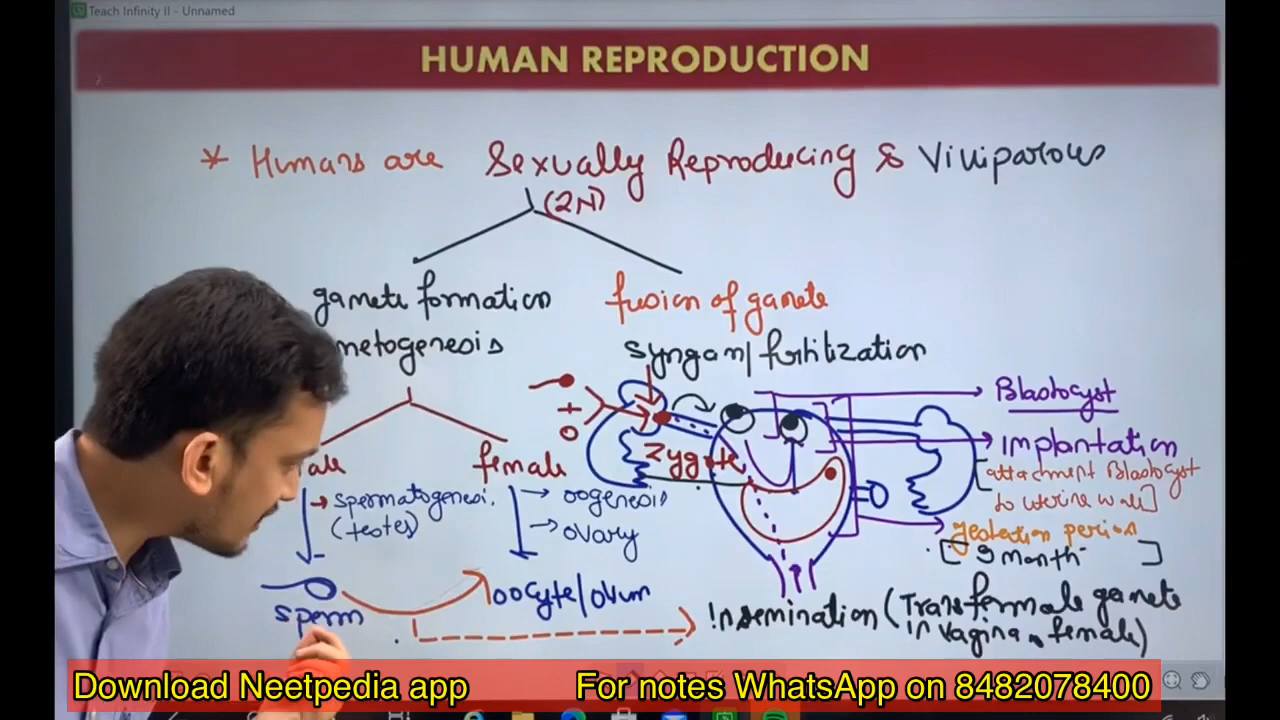 Teach Infinity II - Unnamed
HUMAN REPRODUCTION
* Humans are Sexually Reproducing & Viviparous
(2N)
gamete formation
fusion of gamete
metogenesis
syngamy/fertilization
Blastocyst
Implantation
[attachment Blastocyst
to uterine wall]
Zygote
ale
female
→ spermatogenesi.
(testes)
→ oogenesis
→ ovary
gestation period
[9 month]
sperm
oocyte/ovum
Insemination (Transfer male gamete
in vagina female)
Download Neetpedia app
For notes WhatsApp on 8482078400